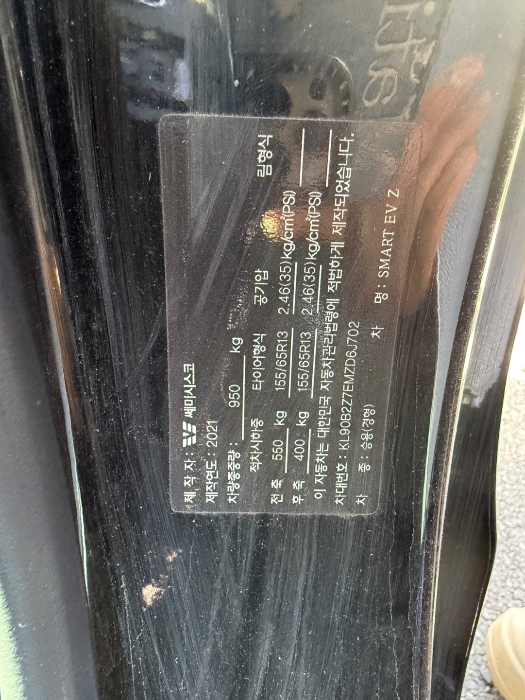 제 작 자 : 쎄미시스코
제작연도 : 2021
차량총중량 : 950 kg
적차시하중 타이어형식 공기압 림형식
전 축 550 kg 155/65R13 2.46(35)kg/cm²(PSI)
후 축 400 kg 155/65R13 2.46(35)kg/cm²(PSI)
이 자동차는 대한민국 자동차관리법령에 적법하게 제작되었습니다.
차대번호 : KL90B2Z7EMZD6J702
차 종 : 승용(경형) 차 명 : SMART EV Z